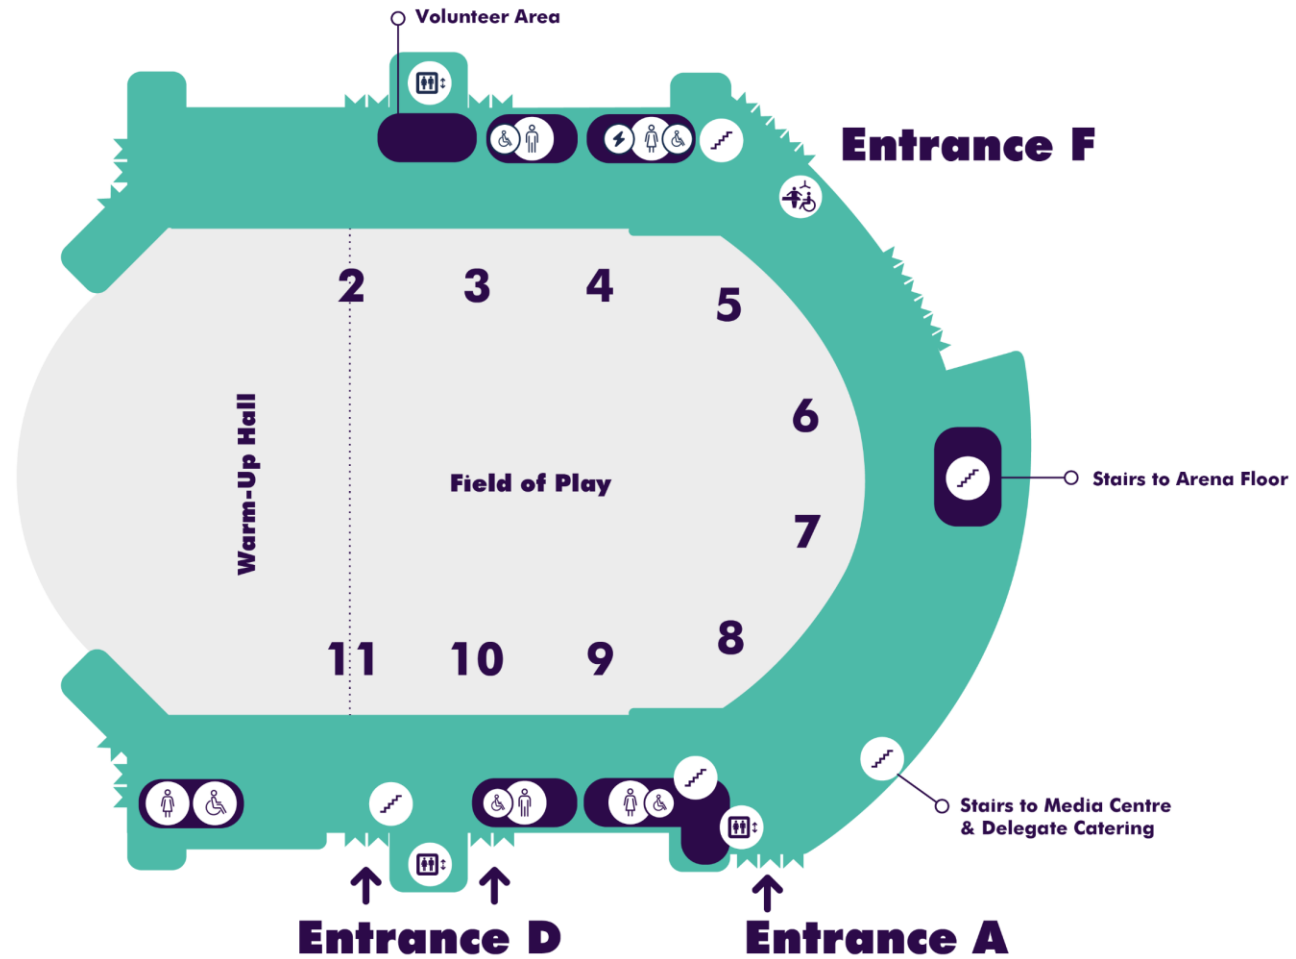 Volunteer Area
Entrance F
2
3
4
5
6
Warm-Up Hall
Field of Play
Stairs to Arena Floor
7
8
11
10
9
Stairs to Media Centre
& Delegate Catering
Entrance D
Entrance A